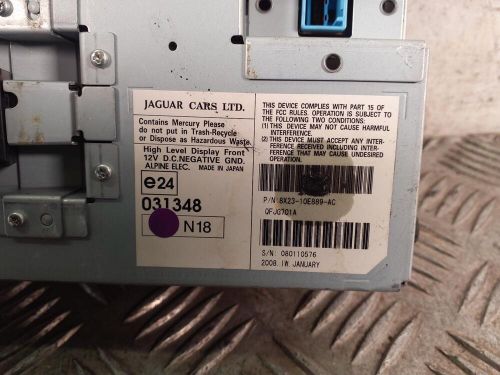 JAGUAR CARS LTD.
Contains Mercury Please
do not put in Trash-Recycle
or Dispose as Hazardous Waste.
High Level Display Front
12V D.C.NEGATIVE GND.
ALPINE ELEC. MADE IN JAPAN
e24
031348
N18
THIS DEVICE COMPLIES WITH PART 15 OF
THE FCC RULES. OPERATION IS SUBJECT TO
THE FOLLOWING TWO CONDITIONS:
(1) THIS DEVICE MAY NOT CAUSE HARMFUL
INTERFERENCE.
(2) THIS DEVICE MUST ACCEPT ANY INTER-
FERENCE RECEIVED INCLUDING INTER-
FERENCE THAT MAY CAUSE UNDESIRED
OPERATION.
P/N 8X23-10E889-AC
QFJG701A
S/N: 080110576
2008. IW. JANUARY